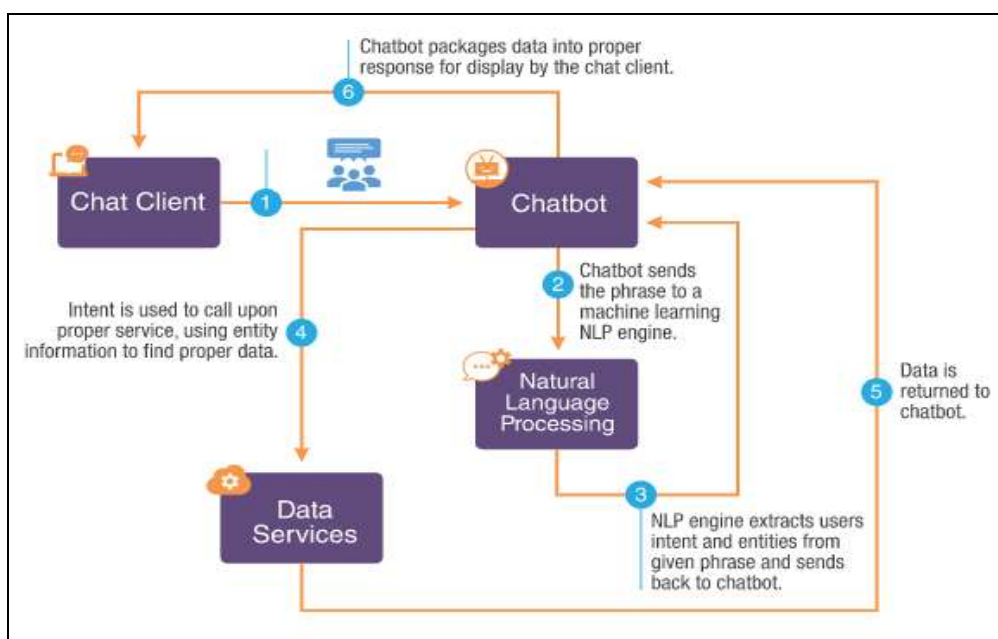 Chatbot packages data into proper
response for display by the chat client.
6
Chat Client
1
Chatbot
2
Chatbot sends
the phrase to a
machine learning
NLP engine.
Intent is used to call upon
proper service, using entity
information to find proper data.
4
Natural
Language
Processing
5
Data is
returned to
chatbot.
3
Data
Services
NLP engine extracts users
intent and entities from
given phrase and sends
back to chatbot.